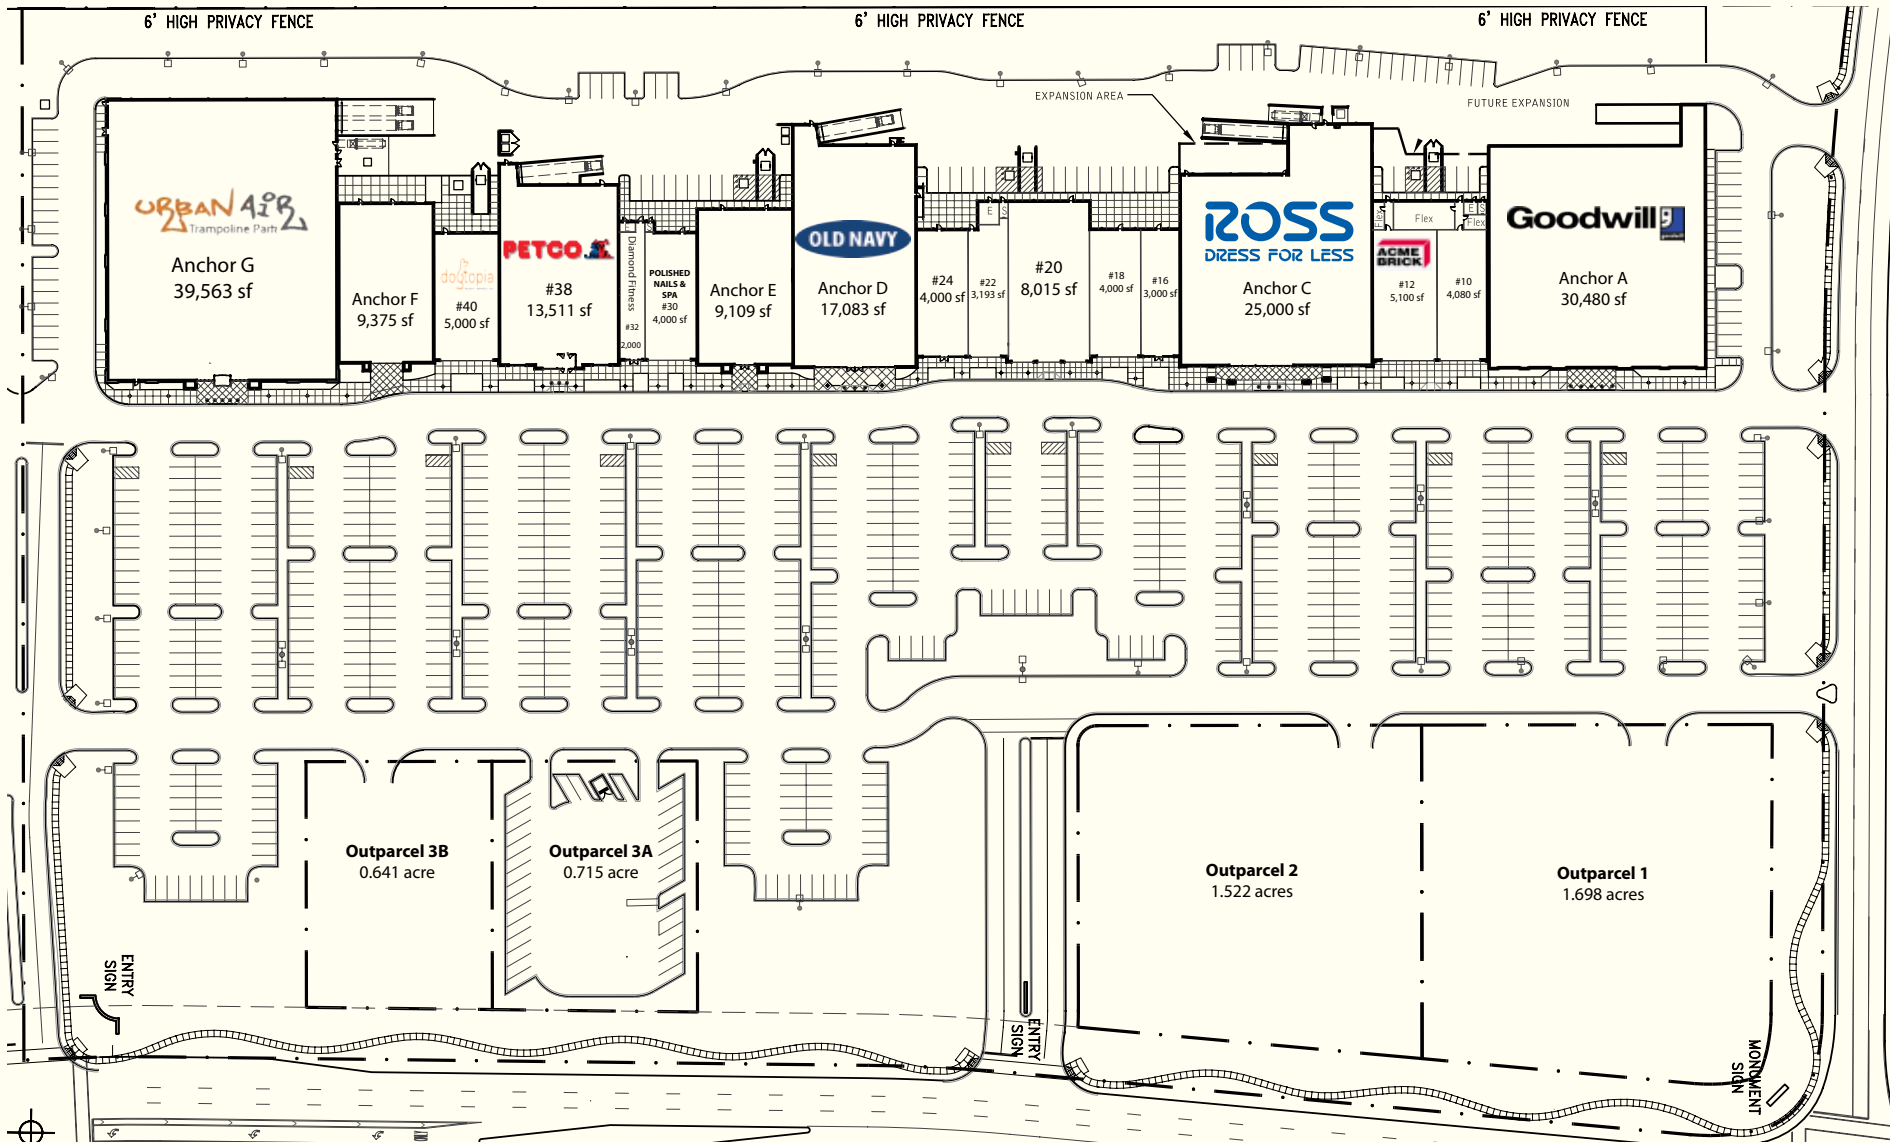 6' HIGH PRIVACY FENCE
6' HIGH PRIVACY FENCE
6' HIGH PRIVACY FENCE
EXPANSION AREA
FUTURE EXPANSION
URBAN AIR
Trampoline Park
Anchor G
39,563 sf
Anchor F
9,375 sf
dogtopia
#40
5,000 sf
PETCO
#38
13,511 sf
Diamond Fitness
#32
2,000
POLISHED
NAILS &
SPA
#30
4,000 sf
Anchor E
9,109 sf
OLD NAVY
Anchor D
17,083 sf
#24
4,000 sf
E S
#22
3,193 sf
#20
8,015 sf
#18
4,000 sf
#16
3,000 sf
ROSS
DRESS FOR LESS
Anchor C
25,000 sf
Flex
Flex
E S
Flex
ACME
BRICK
#12
5,100 sf
#10
4,080 sf
Goodwill
Anchor A
30,480 sf
Outparcel 3B
0.641 acre
Outparcel 3A
0.715 acre
Outparcel 2
1.522 acres
Outparcel 1
1.698 acres
ENTRY
SIGN
ENTRY
SIGN
MONUMENT
SIGN